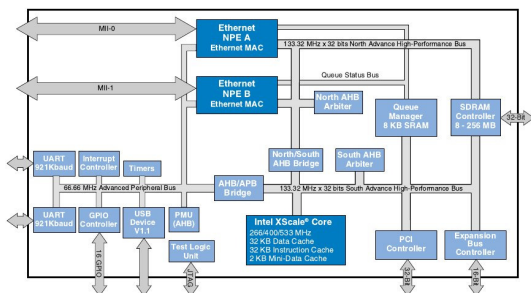 MII-0
Ethernet
NPE A
Ethernet MAC
133.32 MHz x 32 bits North Advance High-Performance Bus
Queue Status Bus
MII-1
Ethernet
NPE B
Ethernet MAC
North AHB
Arbiter
Queue
Manager
8 KB SRAM
SDRAM
Controller
8 - 256 MB
32-Bit
UART
921Kbaud
Interrupt
Controller
Timers
North/South
AHB Bridge
South AHB
Arbiter
66.66 MHz Advanced Peripheral Bus
AHB/APB
Bridge
133.32 MHz x 32 bits South Advance High-Performance Bus
UART
921Kbaud
GPIO
Controller
USB
Device
V1.1
PMU
(AHB)
Test Logic
Unit
Intel XScale® Core
266/400/533 MHz
32 KB Data Cache
32 KB Instruction Cache
2 KB Mini-Data Cache
PCI
Controller
Expansion
Bus
Controller
16 GPIO
JTAG
32-Bit
16-Bit